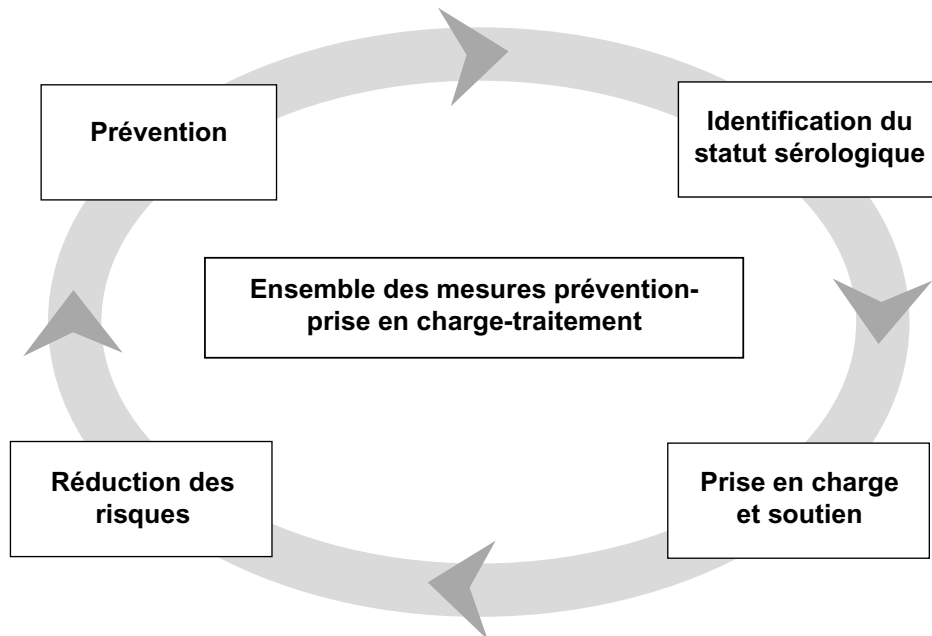 Prévention
Identification du
statut sérologique
Ensemble des mesures prévention-
prise en charge-traitement
Réduction des
risques
Prise en charge
et soutien